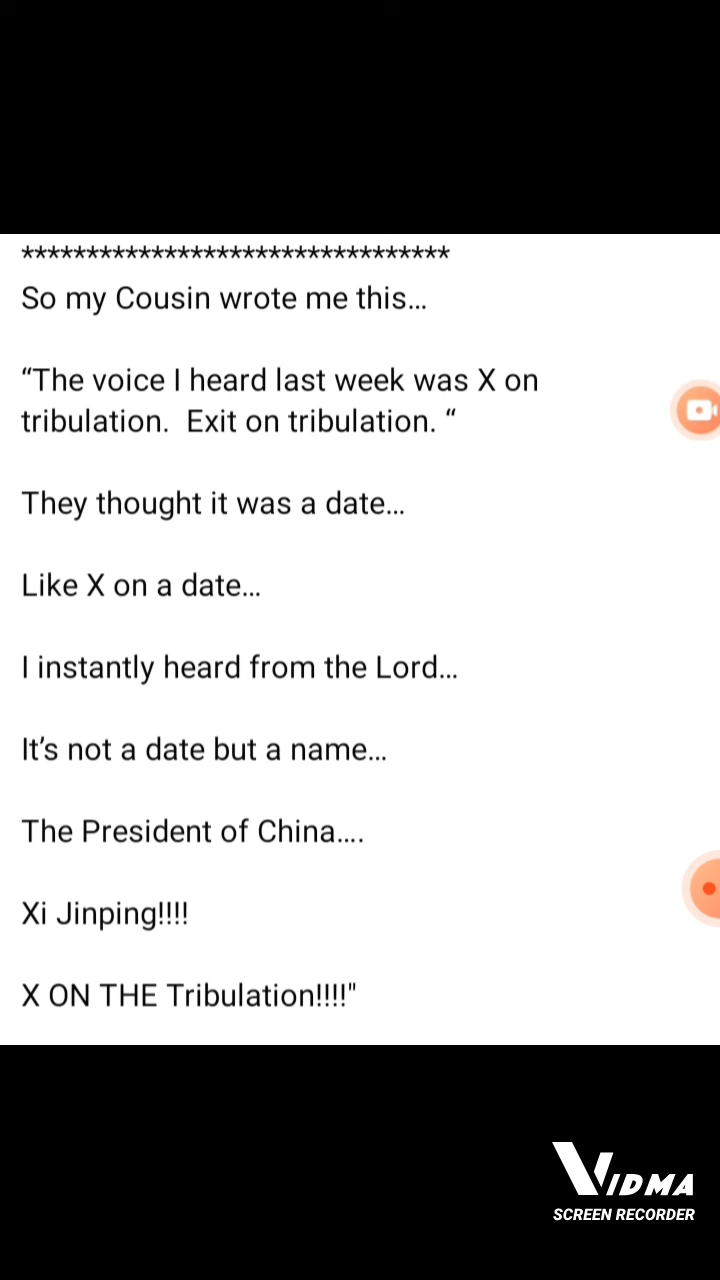 *********************************
So my Cousin wrote me this...
“The voice I heard last week was X on
tribulation.  Exit on tribulation. “
They thought it was a date...
Like X on a date...
I instantly heard from the Lord...
It’s not a date but a name...
The President of China....
Xi Jinping!!!!
X ON THE Tribulation!!!!"
VIDMA
SCREEN RECORDER